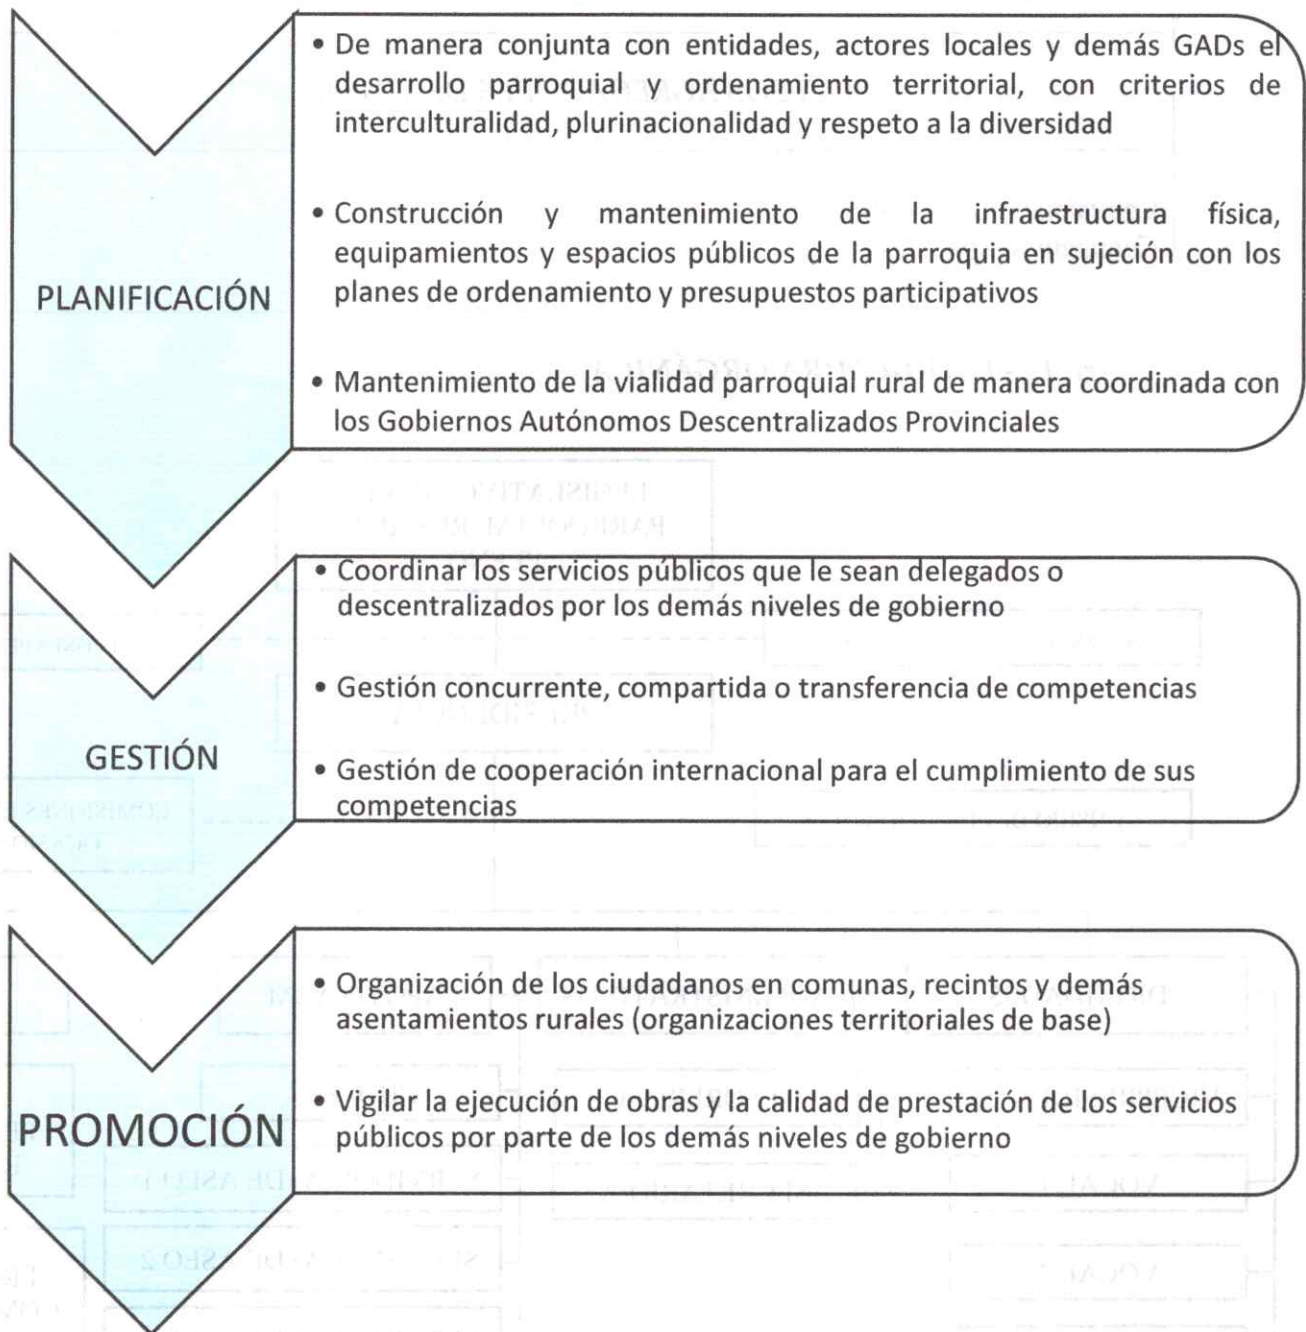 • De manera conjunta con entidades, actores locales y demás GADs el
desarrollo parroquial y ordenamiento territorial, con criterios de
interculturalidad, plurinacionalidad y respeto a la diversidad
• Construcción y mantenimiento de la infraestructura física,
equipamientos y espacios públicos de la parroquia en sujeción con los
planes de ordenamiento y presupuestos participativos
PLANIFICACIÓN
• Mantenimiento de la vialidad parroquial rural de manera coordinada con
los Gobiernos Autónomos Descentralizados Provinciales
• Coordinar los servicios públicos que le sean delegados o
descentralizados por los demás niveles de gobierno
• Gestión concurrente, compartida o transferencia de competencias
GESTIÓN
• Gestión de cooperación internacional para el cumplimiento de sus
competencias
• Organización de los ciudadanos en comunas, recintos y demás
asentamientos rurales (organizaciones territoriales de base)
PROMOCIÓN
• Vigilar la ejecución de obras y la calidad de prestación de los servicios
públicos por parte de los demás niveles de gobierno